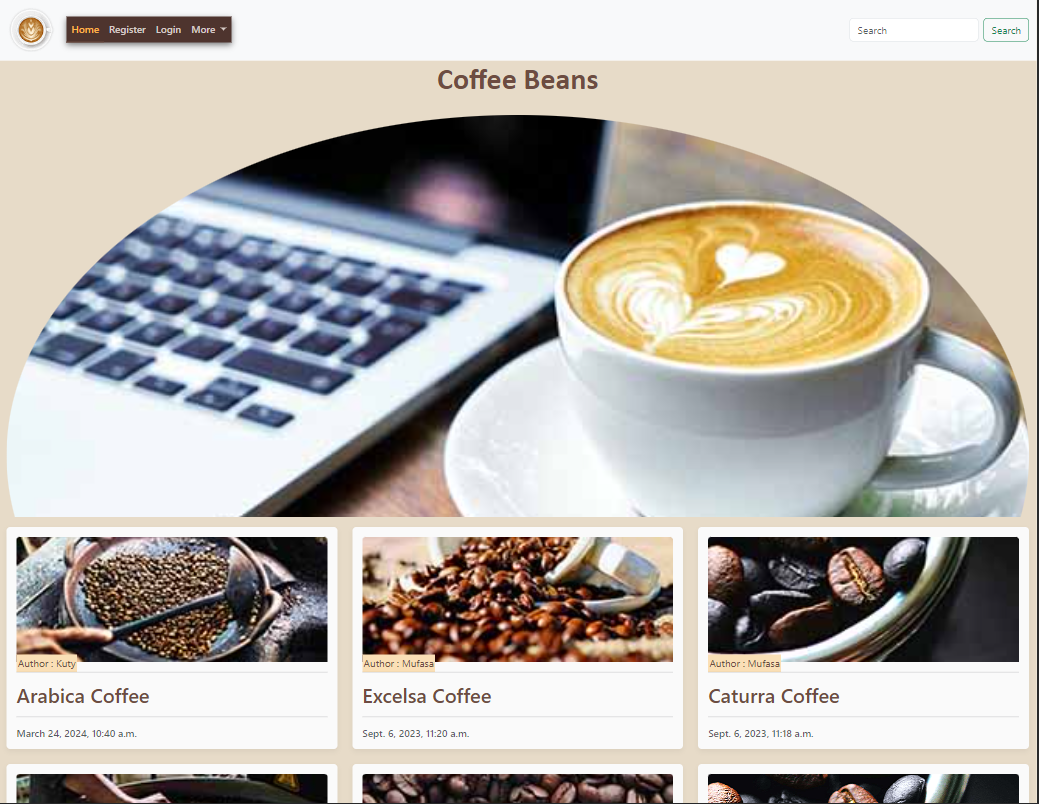 Home Register Login More
Search Search
Coffee Beans
Author : Kuty
Arabica Coffee
March 24, 2024, 10:40 a.m.
Author : Mufasa
Excelsa Coffee
Sept. 6, 2023, 11:20 a.m.
Author : Mufasa
Caturra Coffee
Sept. 6, 2023, 11:18 a.m.